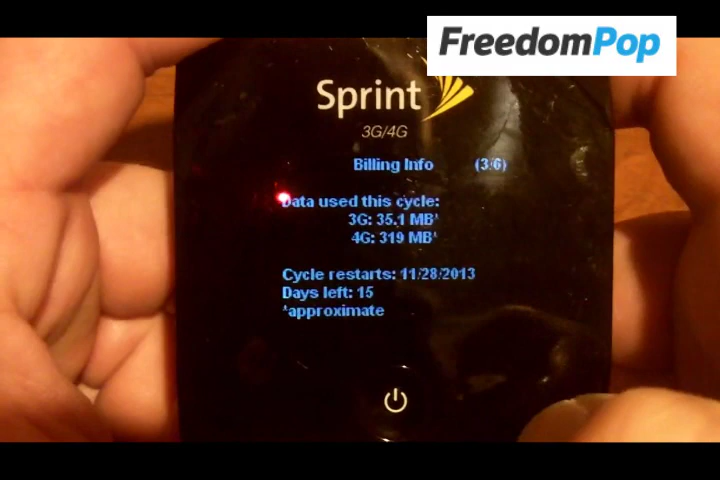 FreedomPop
Sprint
3G/4G
Billing Info (3/6)
Data used this cycle:
3G: 35.1 MB*
4G: 319 MB*
Cycle restarts: 11/28/2013
Days left: 15
*approximate